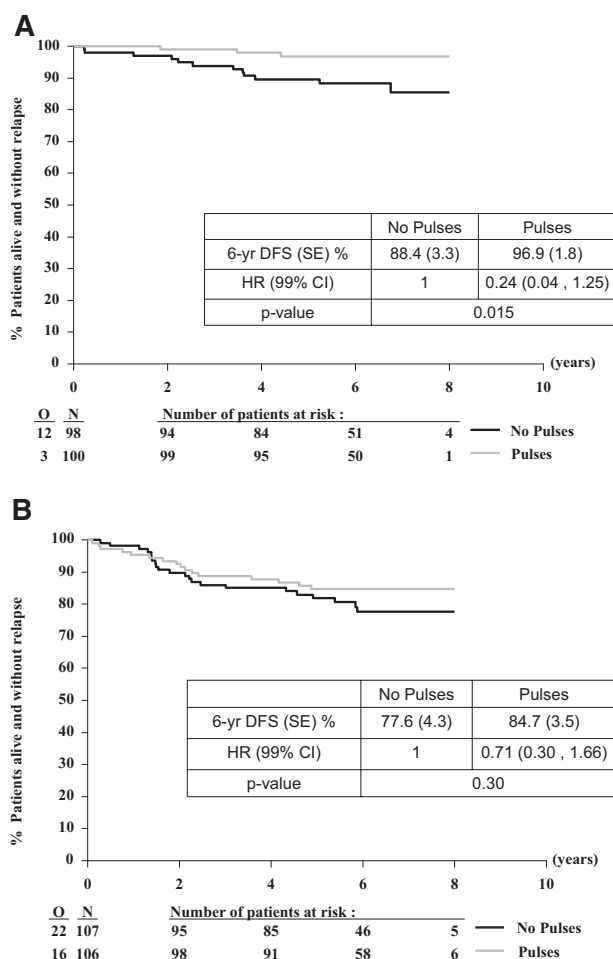 A
% Patients alive and without relapse
100
90
80
70
60
50
40
30
20
10
0
No Pulses Pulses
6-yr DFS (SE) % 88.4 (3.3) 96.9 (1.8)
HR (99% CI) 1 0.24 (0.04 , 1.25)
p-value 0.015
(years)
0 2 4 6 8 10
O N Number of patients at risk :
12 98 94 84 51 4 No Pulses
3 100 99 95 50 1 Pulses
B
% Patients alive and without relapse
100
90
80
70
60
50
40
30
20
10
0
No Pulses Pulses
6-yr DFS (SE) % 77.6 (4.3) 84.7 (3.5)
HR (99% CI) 1 0.71 (0.30 , 1.66)
p-value 0.30
(years)
0 2 4 6 8 10
O N Number of patients at risk :
22 107 95 85 46 5 No Pulses
16 106 98 91 58 6 Pulses